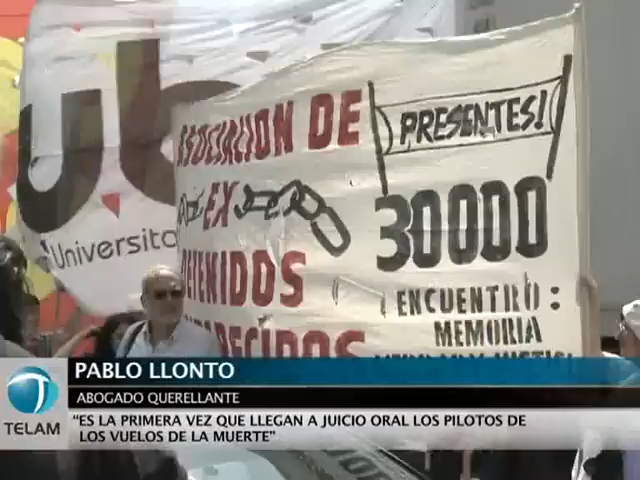 ub
Universita
ASOCIACION DE
EX
DETENIDOS
PRESENTES!
30000
ENCUENTRO:
MEMORIA
PABLO LLONTO
ABOGADO QUERELLANTE
TELAM
"ES LA PRIMERA VEZ QUE LLEGAN A JUICIO ORAL LOS PILOTOS DE
LOS VUELOS DE LA MUERTE"